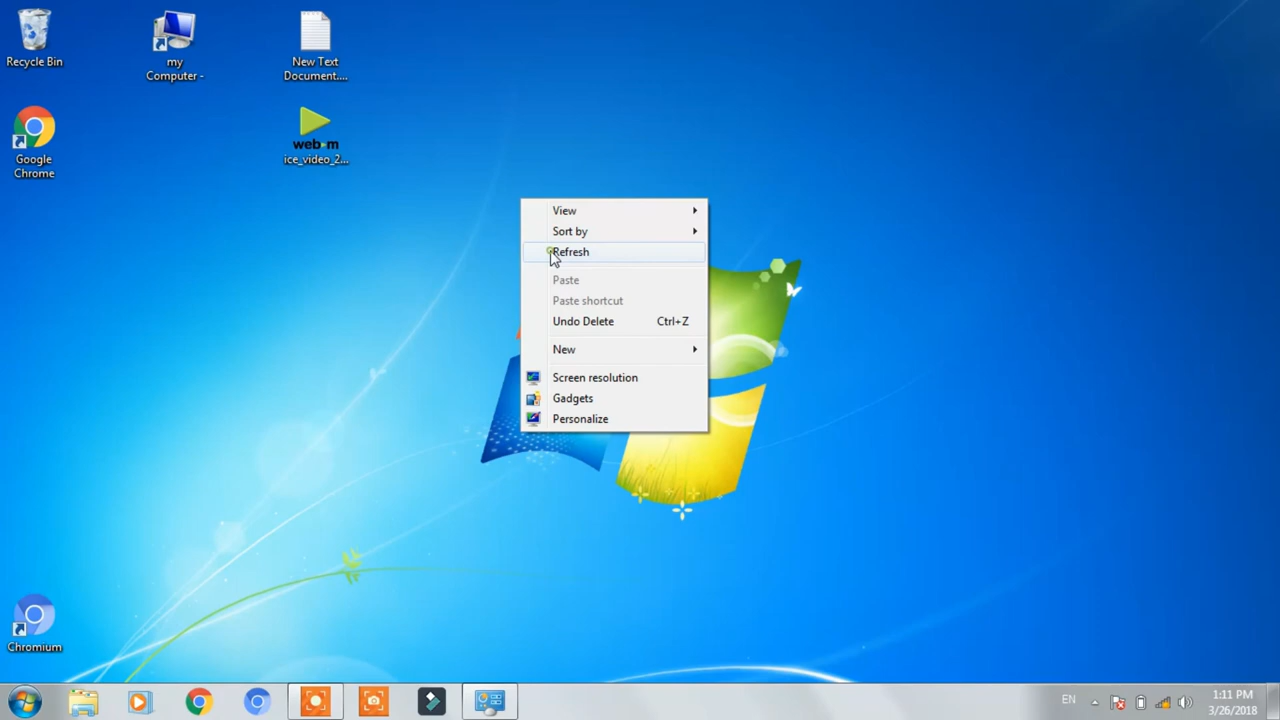 Recycle Bin
my
Computer -
New Text
Document....
Google
Chrome
web m
ice_video_2...
View
Sort by
Refresh
Paste
Paste shortcut
Undo Delete Ctrl+Z
New
Screen resolution
Gadgets
Personalize
Chromium
EN
1:11 PM
3/26/2018